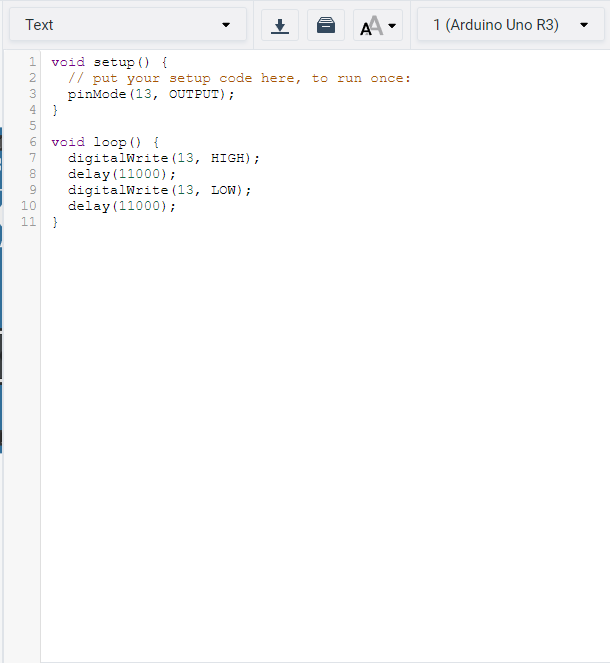 Text
AA
1 (Arduino Uno R3)
1 void setup() {
2   // put your setup code here, to run once:
3   pinMode(13, OUTPUT);
4 }
5
6 void loop() {
7   digitalWrite(13, HIGH);
8   delay(11000);
9   digitalWrite(13, LOW);
10   delay(11000);
11 }